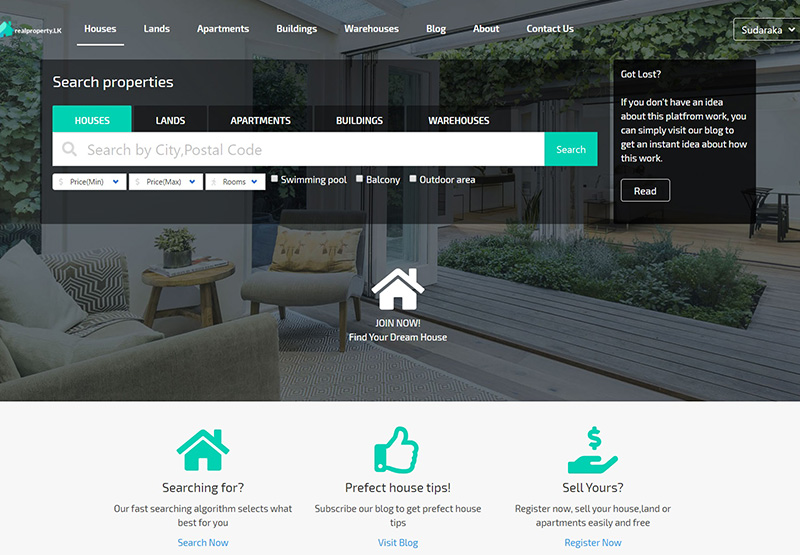 realproperty.LK
Houses
Lands
Apartments
Buildings
Warehouses
Blog
About
Contact Us
Sudaraka
Search properties
HOUSES
LANDS
APARTMENTS
BUILDINGS
WAREHOUSES
Search by City,Postal Code
Search
$ Price(Min)
$ Price(Max)
Rooms
Swimming pool
Balcony
Outdoor area
Got Lost?
If you don't have an idea
about this platfrom work, you
can simply visit our blog to
get an instant idea about how
this work.
Read
JOIN NOW!
Find Your Dream House
Searching for?
Our fast searching algorithm selects what
best for you
Search Now
Prefect house tips!
Subscribe our blog to get prefect house
tips
Visit Blog
Sell Yours?
Register now, sell your house,land or
apartments easily and free
Register Now